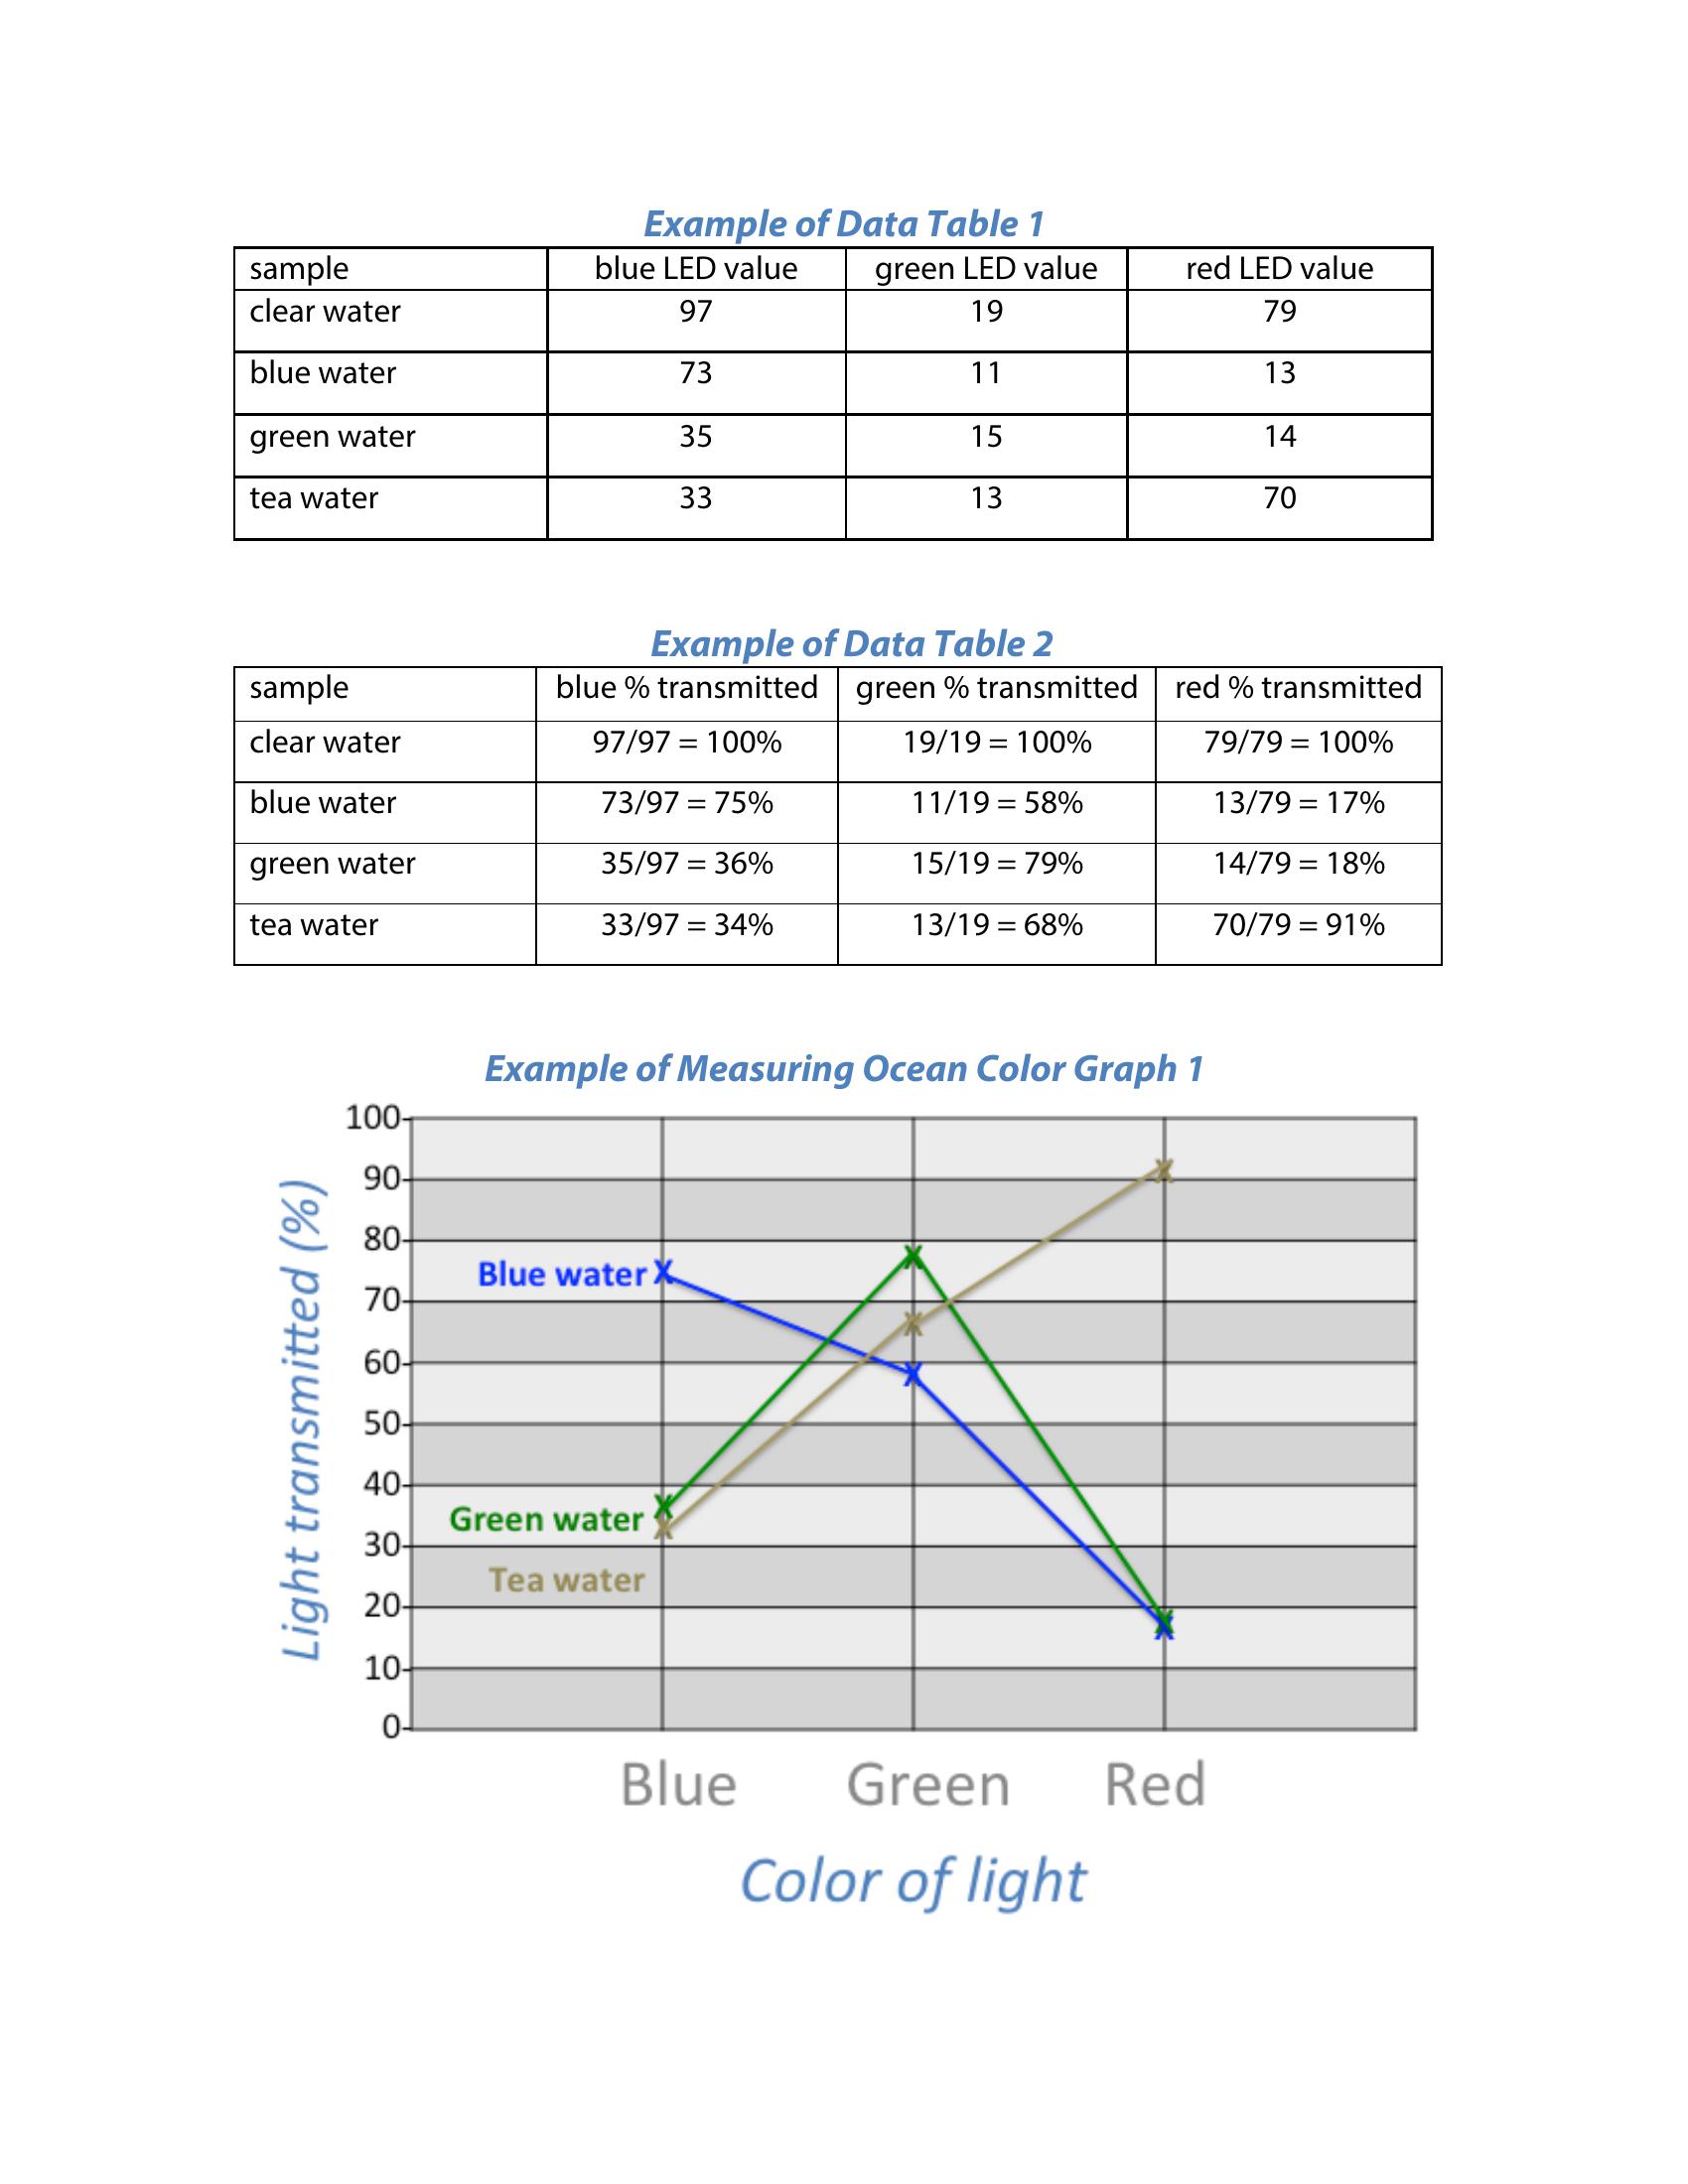 Example of Data Table 1
sample blue LED value green LED value red LED value
clear water 97 19 79
blue water 73 11 13
green water 35 15 14
tea water 33 13 70
Example of Data Table 2
sample blue % transmitted green % transmitted red % transmitted
clear water 97/97 = 100% 19/19 = 100% 79/79 = 100%
blue water 73/97 = 75% 11/19 = 58% 13/79 = 17%
green water 35/97 = 36% 15/19 = 79% 14/79 = 18%
tea water 33/97 = 34% 13/19 = 68% 70/79 = 91%
Example of Measuring Ocean Color Graph 1
Light transmitted (%)
100
90
80
Blue water
70
60
50
40
Green water
30
Tea water
20
10
0
Blue Green Red
Color of light